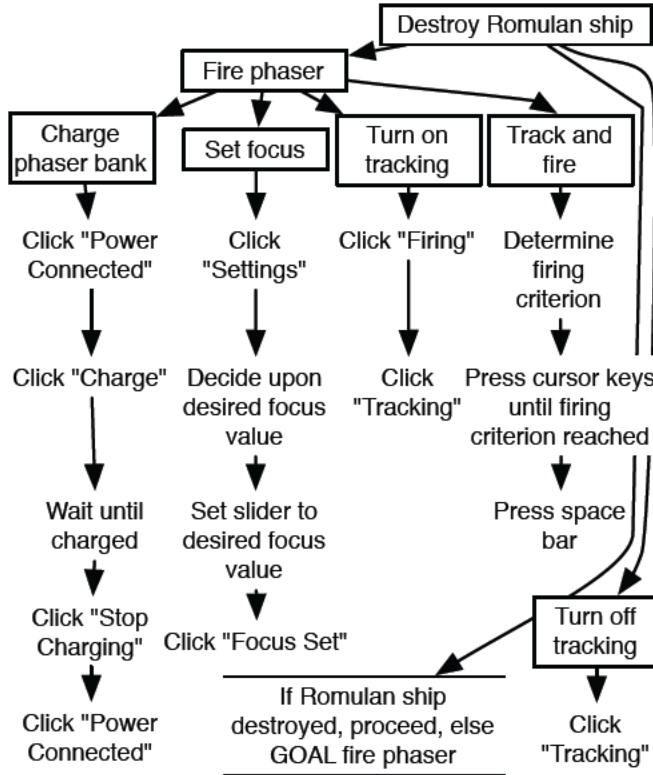 Destroy Romulan ship
Fire phaser
Charge
phaser bank
Set focus
Turn on
tracking
Track and
fire
Click "Power
Connected"
Click
"Settings"
Click "Firing"
Determine
firing
criterion
Click "Charge"
Decide upon
desired focus
value
Click
"Tracking"
Press cursor keys
until firing
criterion reached
Wait until
charged
Set slider to
desired focus
value
Press space
bar
Click "Stop
Charging"
Click "Focus Set"
Turn off
tracking
Click "Power
Connected"
If Romulan ship
destroyed, proceed, else
GOAL fire phaser
Click
"Tracking"